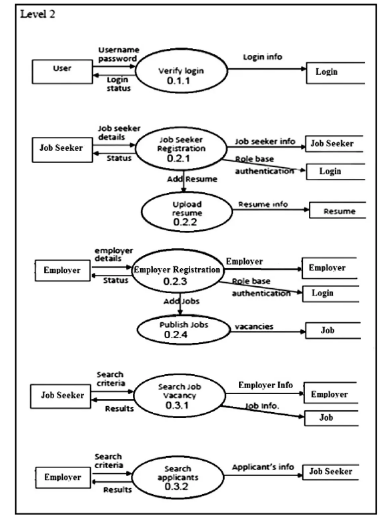 Level 2
Username
password
User
Login
status
Verify login
0.1.1
Login info
Login
Job seeker
details
Job Seeker
Status
Job Seeker
Registration
0.2.1
Job seeker info
Job Seeker
Role base
authentication
Login
Add Resume
Upload
resume
0.2.2
Resume info
Resume
employer
details
Employer
Status
Employer Registration
0.2.3
Employer
Employer
Role base
authentication
Login
Add Jobs
Publish Jobs
0.2.4
vacancies
Job
Search
criteria
Job Seeker
Results
Search Job
Vacancy
0.3.1
Employer Info
Employer
Job Info.
Job
Search
criteria
Employer
Results
Search
applicants
0.3.2
Applicant's info
Job Seeker